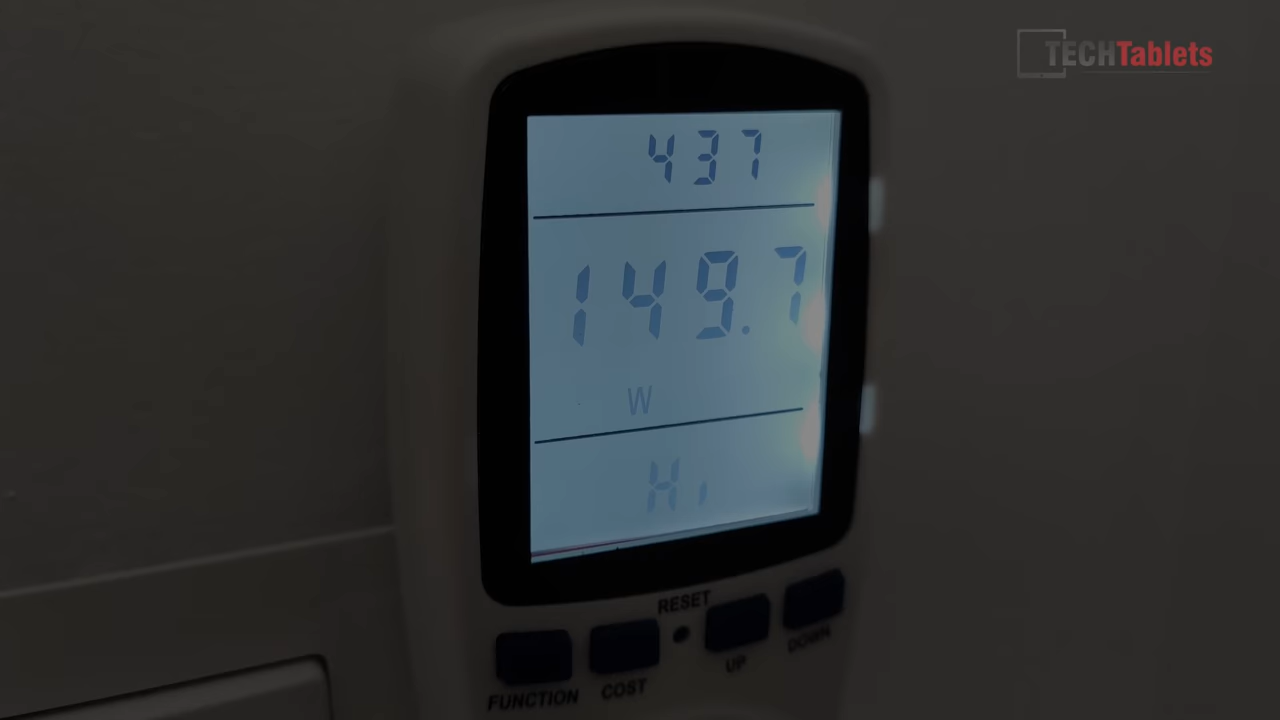 TECHTablets
437
149.7
W
Hi
RESET
FUNCTION COST UP DOWN